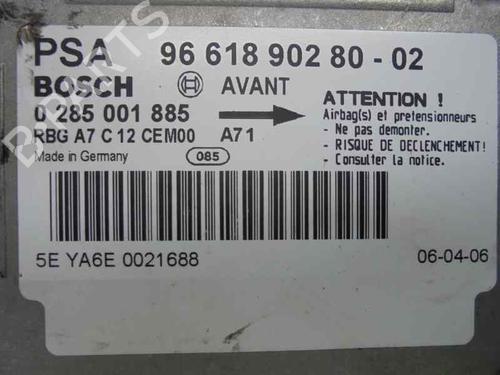 PSA 96 618 902 80 - 02
BOSCH AVANT
0 285 001 885
RBG A7 C 12 CEM00 A71
Made in Germany 085
ATTENTION !
Airbag(s) et pretensionneurs
- Ne pas demonter.
- RISQUE DE DECLENCHEMENT!
- Consulter la notice.
5E YA6E 0021688 06-04-06
B-PARTS